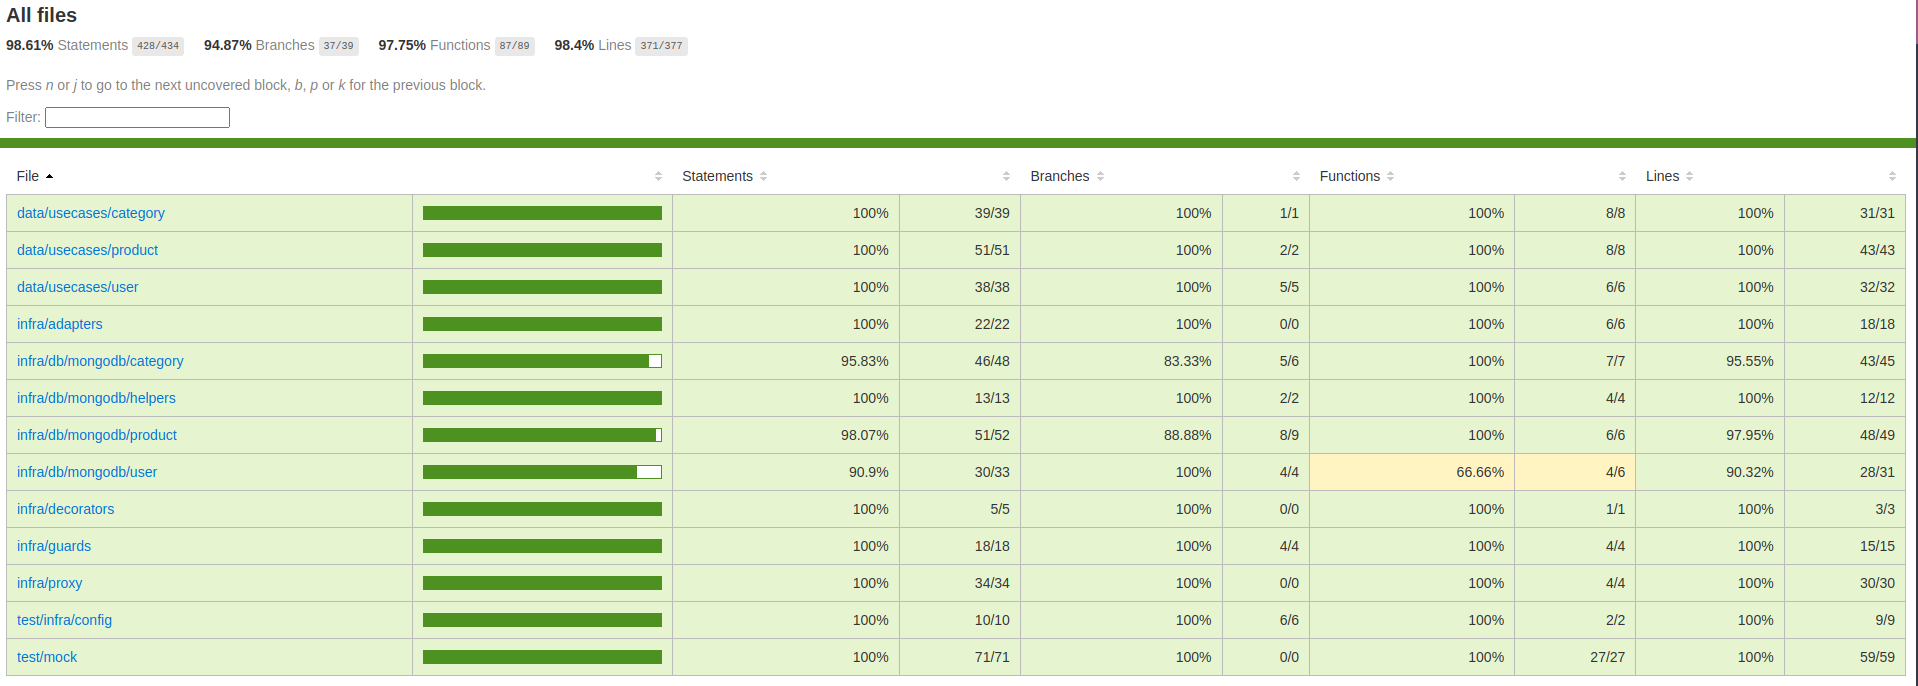 All files
98.61% Statements 428/434 94.87% Branches 37/39 97.75% Functions 87/89 98.4% Lines 371/377
Press n or j to go to the next uncovered block, b, p or k for the previous block.
Filter:
File Statements Branches Functions Lines
data/usecases/category 100% 39/39 100% 1/1 100% 8/8 100% 31/31
data/usecases/product 100% 51/51 100% 2/2 100% 8/8 100% 43/43
data/usecases/user 100% 38/38 100% 5/5 100% 6/6 100% 32/32
infra/adapters 100% 22/22 100% 0/0 100% 6/6 100% 18/18
infra/db/mongodb/category 95.83% 46/48 83.33% 5/6 100% 7/7 95.55% 43/45
infra/db/mongodb/helpers 100% 13/13 100% 2/2 100% 4/4 100% 12/12
infra/db/mongodb/product 98.07% 51/52 88.88% 8/9 100% 6/6 97.95% 48/49
infra/db/mongodb/user 90.9% 30/33 100% 4/4 66.66% 4/6 90.32% 28/31
infra/decorators 100% 5/5 100% 0/0 100% 1/1 100% 3/3
infra/guards 100% 18/18 100% 4/4 100% 4/4 100% 15/15
infra/proxy 100% 34/34 100% 0/0 100% 4/4 100% 30/30
test/infra/config 100% 10/10 100% 6/6 100% 2/2 100% 9/9
test/mock 100% 71/71 100% 0/0 100% 27/27 100% 59/59